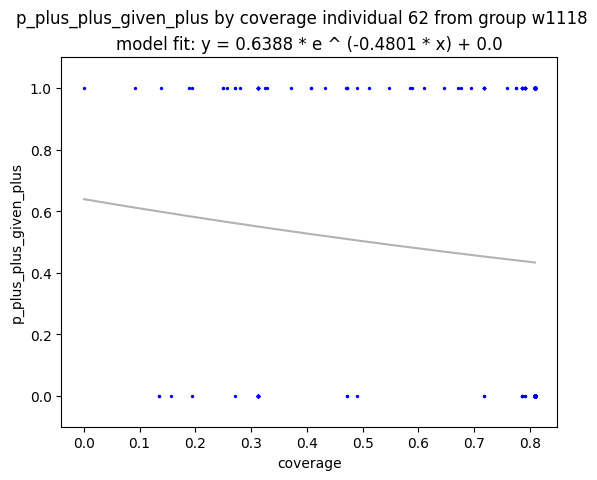 p_plus_plus_given_plus by coverage individual 62 from group w1118
model fit: y = 0.6388 * e ^ (-0.4801 * x) + 0.0
p_plus_plus_given_plus
1.0
0.8
0.6
0.4
0.2
0.0
0.0 0.1 0.2 0.3 0.4 0.5 0.6 0.7 0.8
coverage